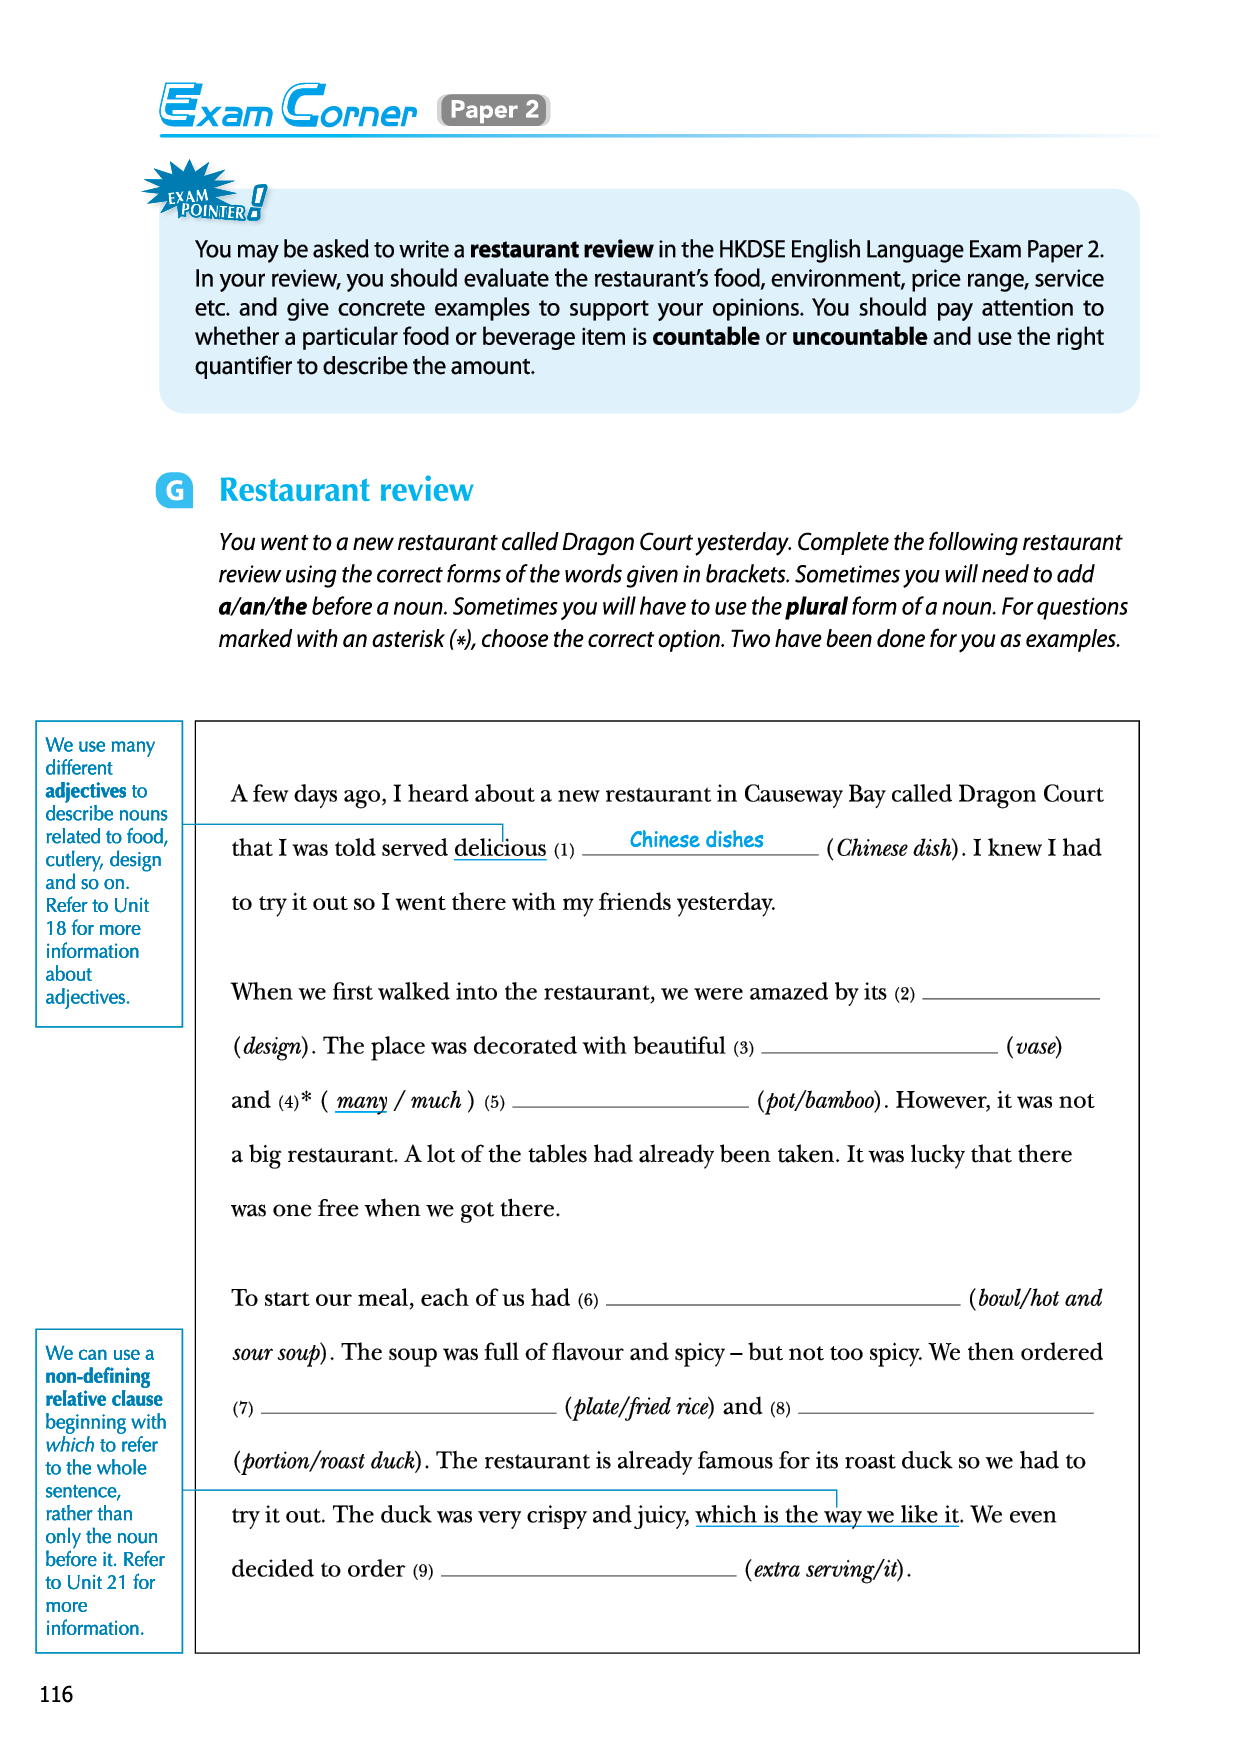 Exam Corner Paper 2
EXAM
POINTER!
You may be asked to write a restaurant review in the HKDSE English Language Exam Paper 2.
In your review, you should evaluate the restaurant's food, environment, price range, service
etc. and give concrete examples to support your opinions. You should pay attention to
whether a particular food or beverage item is countable or uncountable and use the right
quantifier to describe the amount.
G Restaurant review
You went to a new restaurant called Dragon Court yesterday. Complete the following restaurant
review using the correct forms of the words given in brackets. Sometimes you will need to add
a/an/the before a noun. Sometimes you will have to use the plural form of a noun. For questions
marked with an asterisk (*), choose the correct option. Two have been done for you as examples.
We use many
different
adjectives to
describe nouns
related to food,
cutlery, design
and so on.
Refer to Unit
18 for more
information
about
adjectives.
A few days ago, I heard about a new restaurant in Causeway Bay called Dragon Court
that I was told served delicious (1) Chinese dishes (Chinese dish). I knew I had
to try it out so I went there with my friends yesterday.
When we first walked into the restaurant, we were amazed by its (2) ____
(design). The place was decorated with beautiful (3) ____ (vase)
and (4)* ( many / much ) (5) ____ (pot/bamboo). However, it was not
a big restaurant. A lot of the tables had already been taken. It was lucky that there
was one free when we got there.
To start our meal, each of us had (6) ____ (bowl/hot and
sour soup). The soup was full of flavour and spicy – but not too spicy. We then ordered
(7) ____ (plate/fried rice) and (8) ____
(portion/roast duck). The restaurant is already famous for its roast duck so we had to
try it out. The duck was very crispy and juicy, which is the way we like it. We even
decided to order (9) ____ (extra serving/it).
We can use a
non-defining
relative clause
beginning with
which to refer
to the whole
sentence,
rather than
only the noun
before it. Refer
to Unit 21 for
more
information.
116